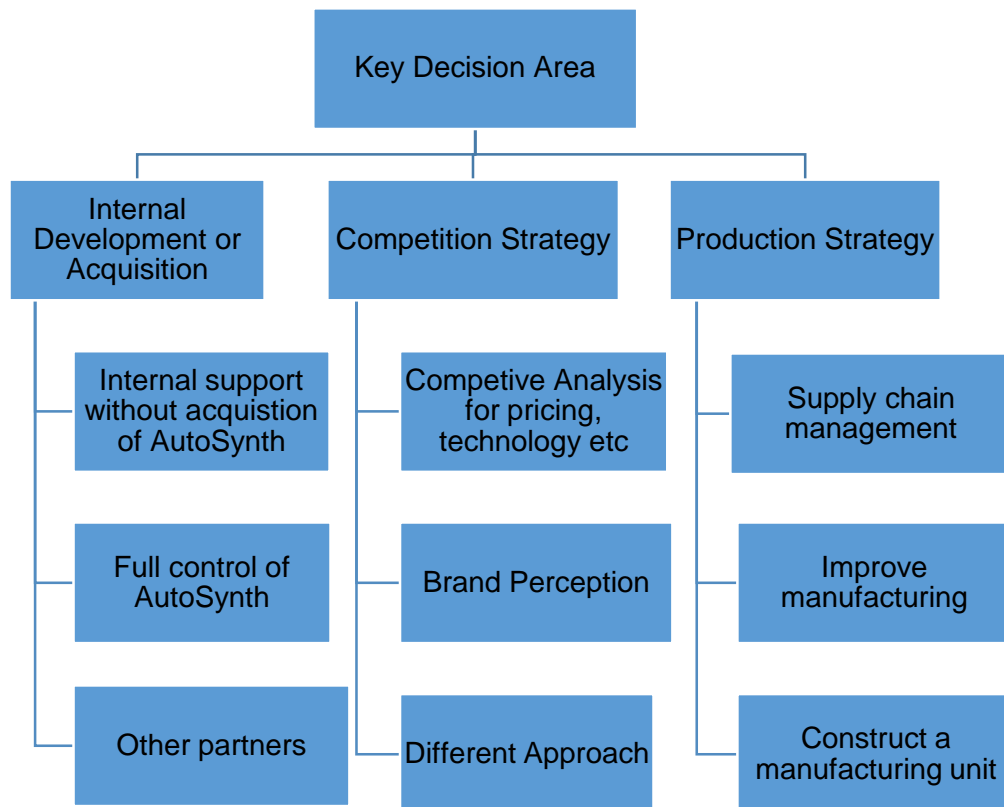 Key Decision Area
Internal
Development or
Acquisition
Competition Strategy
Production Strategy
Internal support
without acquistion
of AutoSynth
Competive Analysis
for pricing,
technology etc
Supply chain
management
Full control of
AutoSynth
Brand Perception
Improve
manufacturing
Other partners
Different Approach
Construct a
manufacturing unit